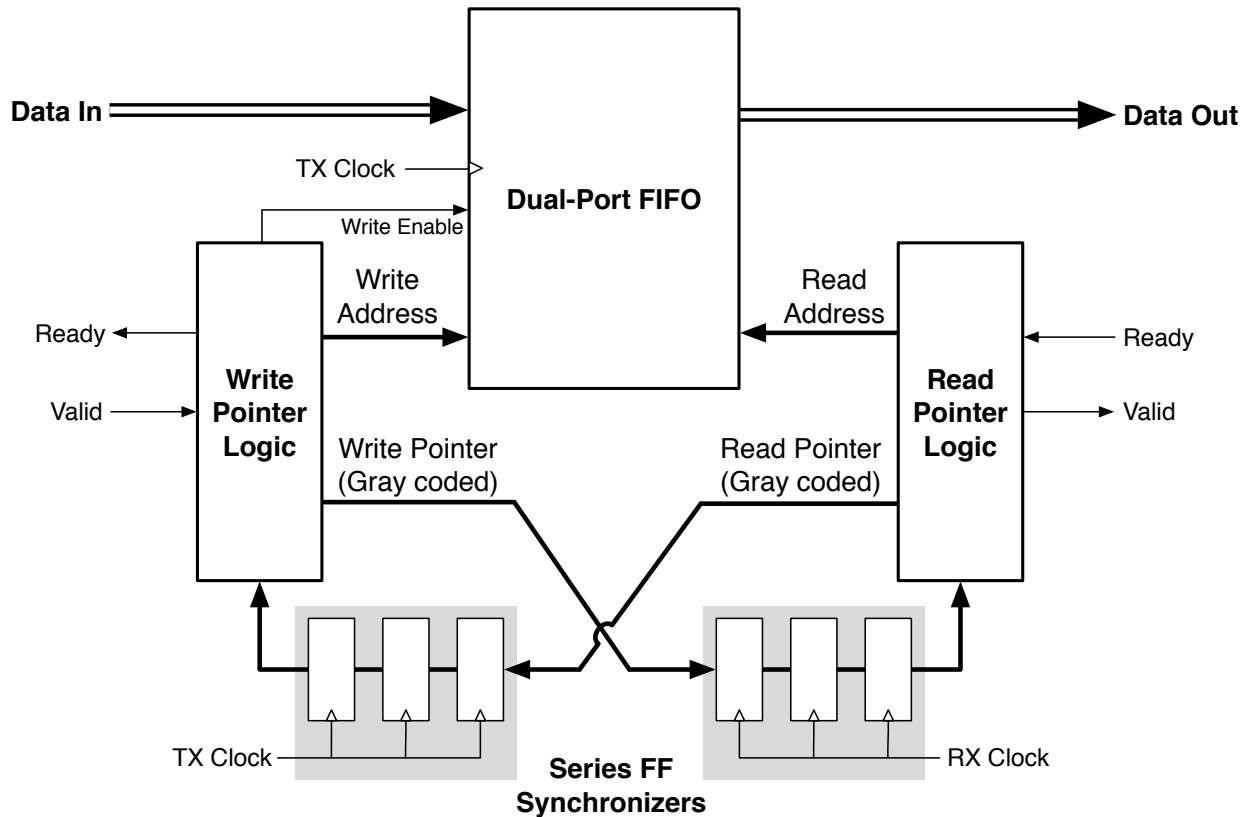 Data In
Data Out
TX Clock
Dual-Port FIFO
Write Enable
Write
Address
Read
Address
Ready
Ready
Write
Pointer
Logic
Read
Pointer
Logic
Valid
Valid
Write Pointer
(Gray coded)
Read Pointer
(Gray coded)
TX Clock
RX Clock
Series FF
Synchronizers